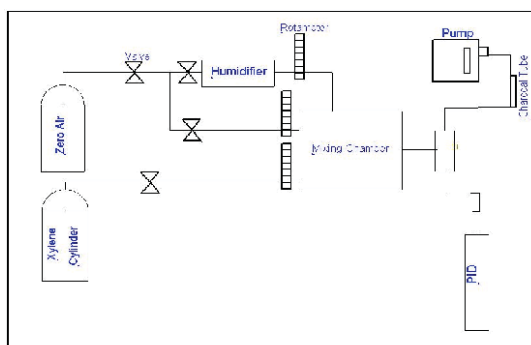 Rotameter
Pump
Valve
Humidifier
Charcoal Tube
Zero Air
Mixing Chamber
Xylene
Cylinder
PID